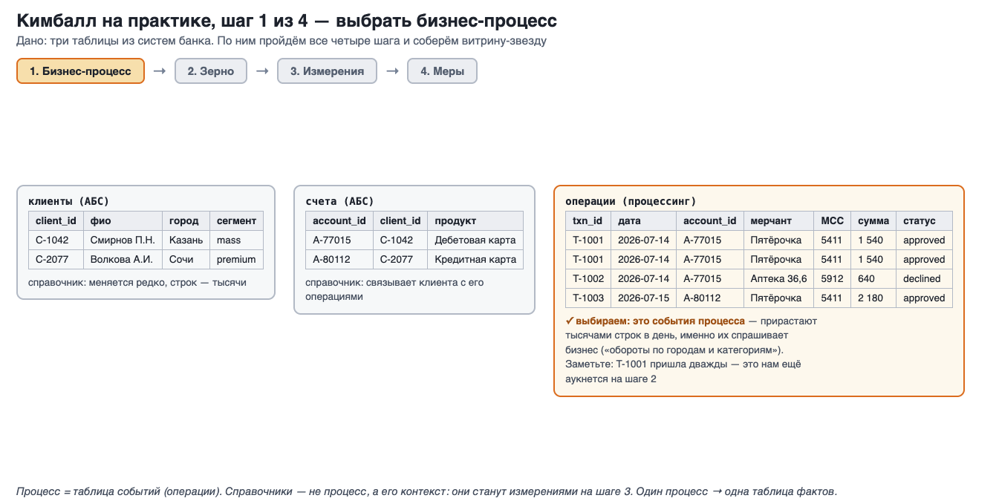 Кимбалл на практике, шаг 1 из 4 — выбрать бизнес-процесс
Дано: три таблицы из систем банка. По ним пройдём все четыре шага и соберём витрину-звезду
1. Бизнес-процесс → 2. Зерно → 3. Измерения → 4. Меры
клиенты (АБС)
client_id фио город сегмент
C-1042 Смирнов П.Н. Казань mass
C-2077 Волкова А.И. Сочи premium
справочник: меняется редко, строк — тысячи
счета (АБС)
account_id client_id продукт
A-77015 C-1042 Дебетовая карта
A-80112 C-2077 Кредитная карта
справочник: связывает клиента с его
операциями
операции (процессинг)
txn_id дата account_id мерчант MCC сумма статус
T-1001 2026-07-14 A-77015 Пятёрочка 5411 1 540 approved
T-1001 2026-07-14 A-77015 Пятёрочка 5411 1 540 approved
T-1002 2026-07-14 A-77015 Аптека 36,6 5912 640 declined
T-1003 2026-07-15 A-80112 Пятёрочка 5411 2 180 approved
✓ выбираем: это события процесса — прирастают
тысячами строк в день, именно их спрашивает
бизнес («обороты по городам и категориям»).
Заметьте: T-1001 пришла дважды — это нам ещё
аукнется на шаге 2
Процесс = таблица событий (операции). Справочники — не процесс, а его контекст: они станут измерениями на шаге 3. Один процесс → одна таблица фактов.